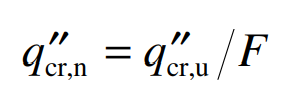 q″cr,n = q″cr,u / F